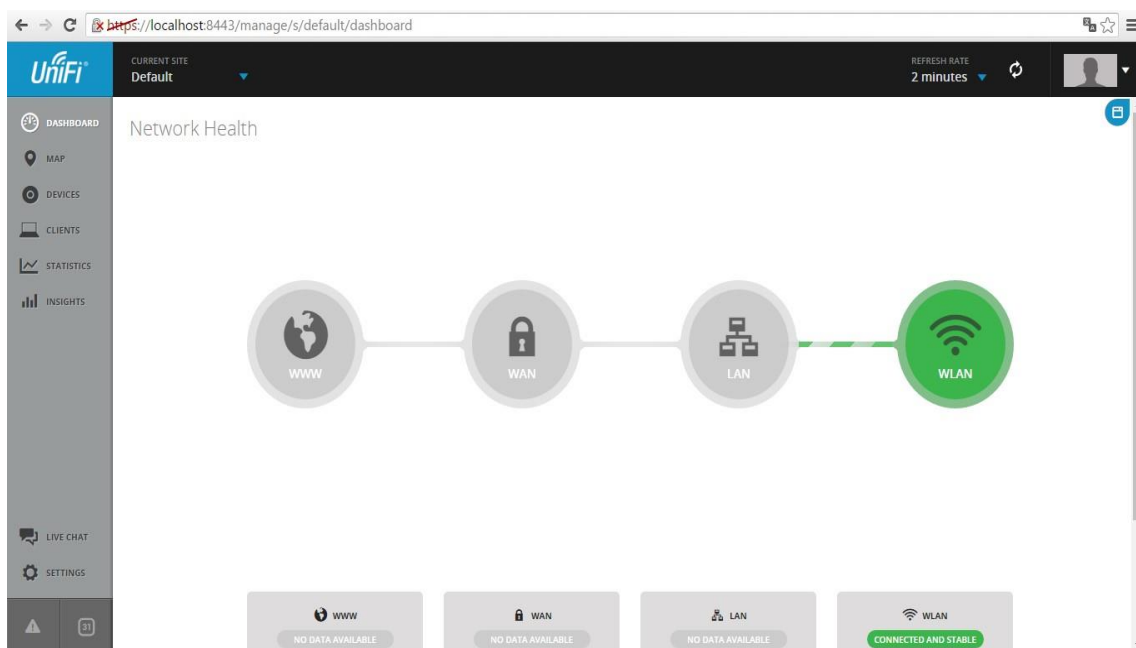 https://localhost:8443/manage/s/default/dashboard
UniFi
CURRENT SITE
Default
REFRESH RATE
2 minutes
DASHBOARD
MAP
DEVICES
CLIENTS
STATISTICS
INSIGHTS
LIVE CHAT
SETTINGS
31
Network Health
WWW
WAN
LAN
WLAN
WWW
NO DATA AVAILABLE
WAN
NO DATA AVAILABLE
LAN
NO DATA AVAILABLE
WLAN
CONNECTED AND STABLE